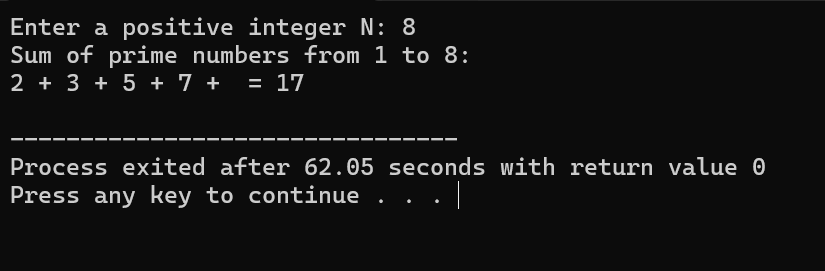 Enter a positive integer N: 8
Sum of prime numbers from 1 to 8:
2 + 3 + 5 + 7 +  = 17
--------------------------------
Process exited after 62.05 seconds with return value 0
Press any key to continue . . .